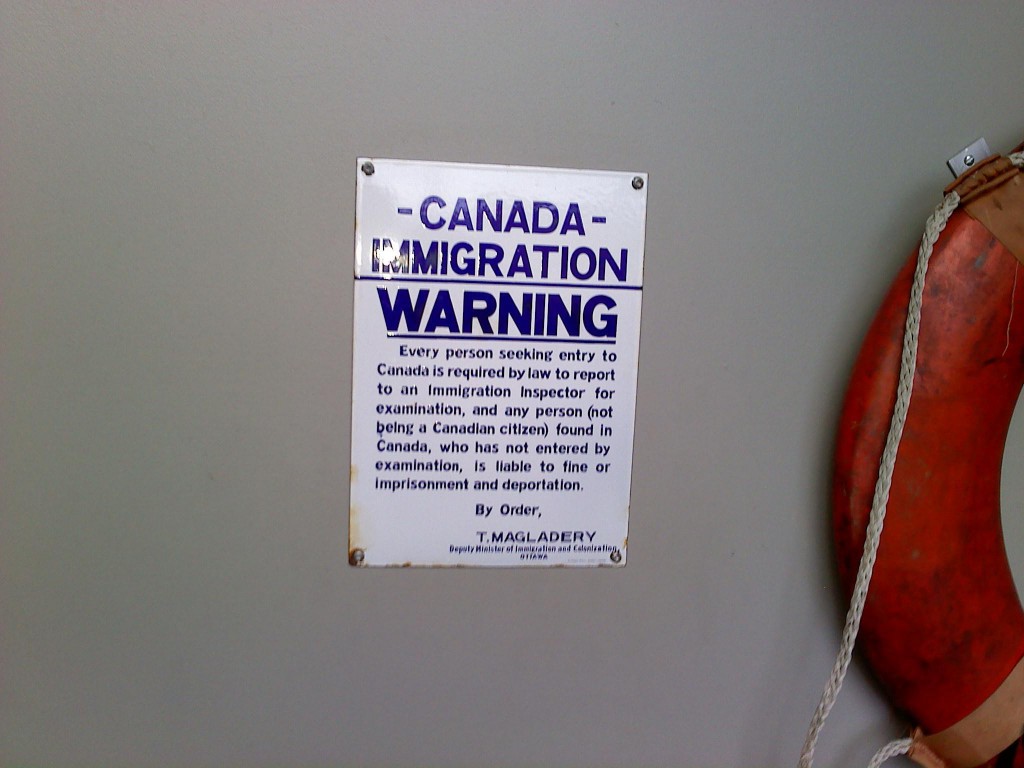 -CANADA-
IMMIGRATION
WARNING
Every person seeking entry to
Canada is required by law to report
to an Immigration Inspector for
examination, and any person (not
being a Canadian citizen) found in
Canada, who has not entered by
examination, is liable to fine or
imprisonment and deportation.
By Order,
T. MAGLADERY
Deputy Minister of Immigration and Colonization
OTTAWA